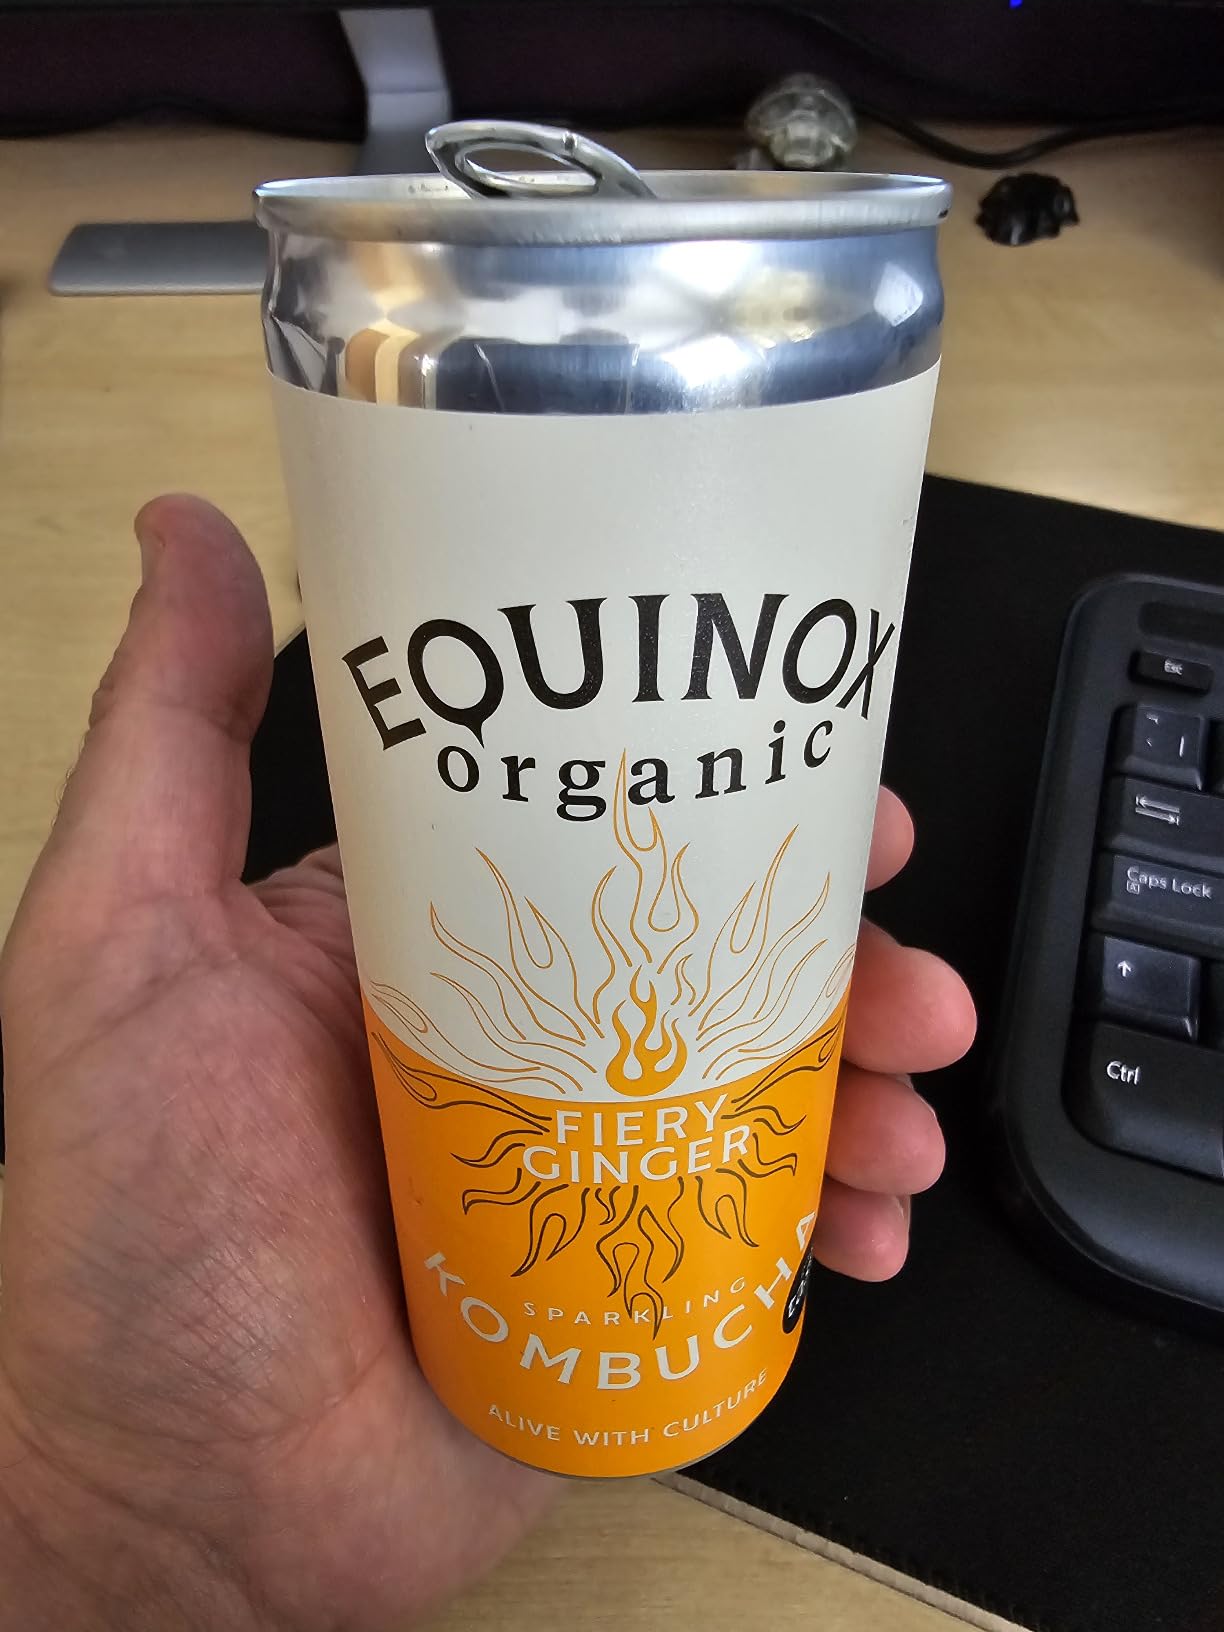 EQUINOX
organic
FIERY
GINGER
SPARKLING
KOMBUCHA
ALIVE WITH CULTURE
Esc
Caps Lock
A
Ctrl